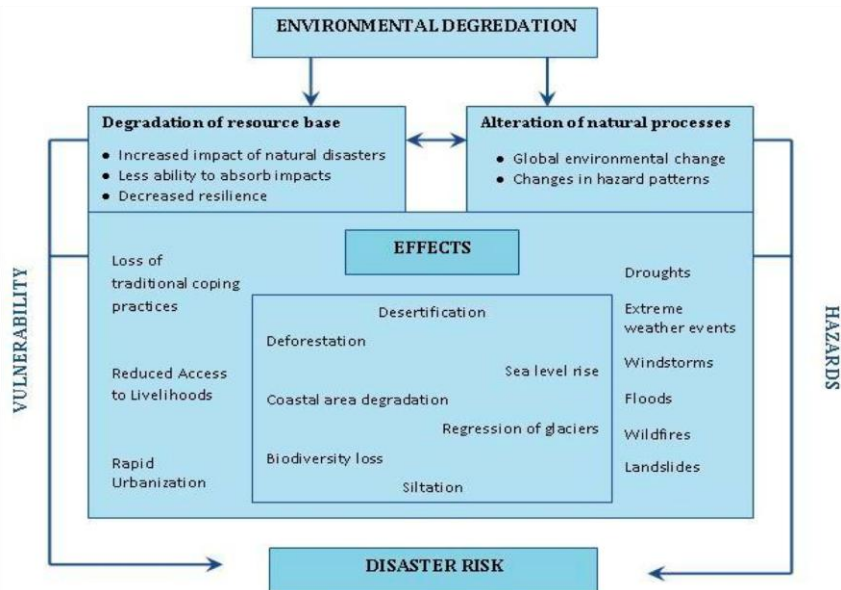 ENVIRONMENTAL DEGREDATION
Degradation of resource base
● Increased impact of natural disasters
● Less ability to absorb impacts
● Decreased resilience
Alteration of natural processes
● Global environmental change
● Changes in hazard patterns
EFFECTS
VULNERABILITY
Loss of
traditional coping
practices
Reduced Access
to Livelihoods
Rapid
Urbanization
Desertification
Deforestation
Sea level rise
Coastal area degradation
Regression of glaciers
Biodiversity loss
Siltation
Droughts
Extreme
weather events
Windstorms
Floods
Wildfires
Landslides
HAZARDS
DISASTER RISK